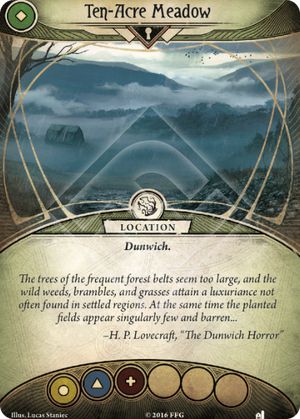 Ten-Acre Meadow
LOCATION
Dunwich.
The trees of the frequent forest belts seem too large, and the
wild weeds, brambles, and grasses attain a luxuriance not
often found in settled regions. At the same time the planted
fields appear singularly few and barren...
–H. P. Lovecraft, “The Dunwich Horror”
Illus. Lucas Staniec
© 2016 FFG